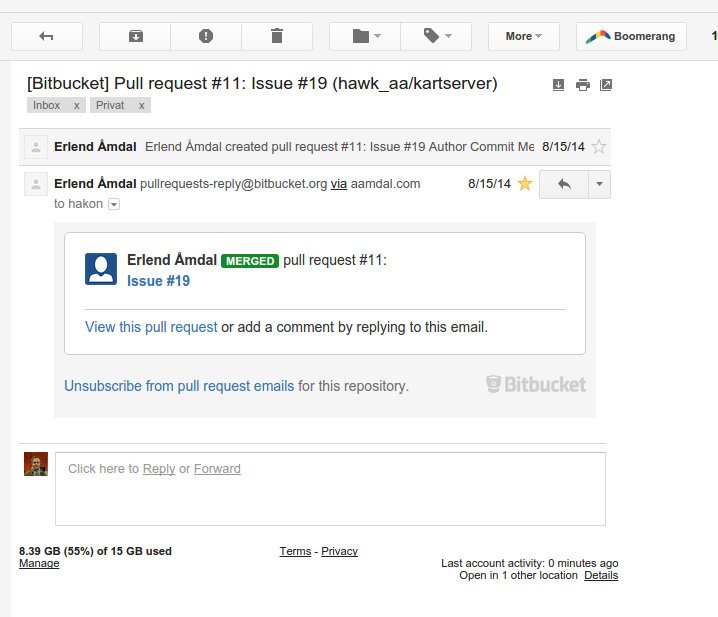 More
Boomerang
1
[Bitbucket] Pull request #11: Issue #19 (hawk_aa/kartserver)
Inbox x Privat x
Erlend Åmdal Erlend Åmdal created pull request #11: Issue #19 Author Commit Me 8/15/14
Erlend Åmdal pullrequests-reply@bitbucket.org via aamdal.com 8/15/14
to hakon
Erlend Åmdal MERGED pull request #11:
Issue #19
View this pull request or add a comment by replying to this email.
Unsubscribe from pull request emails for this repository.
Bitbucket
Click here to Reply or Forward
8.39 GB (55%) of 15 GB used
Manage
Terms - Privacy
Last account activity: 0 minutes ago
Open in 1 other location Details